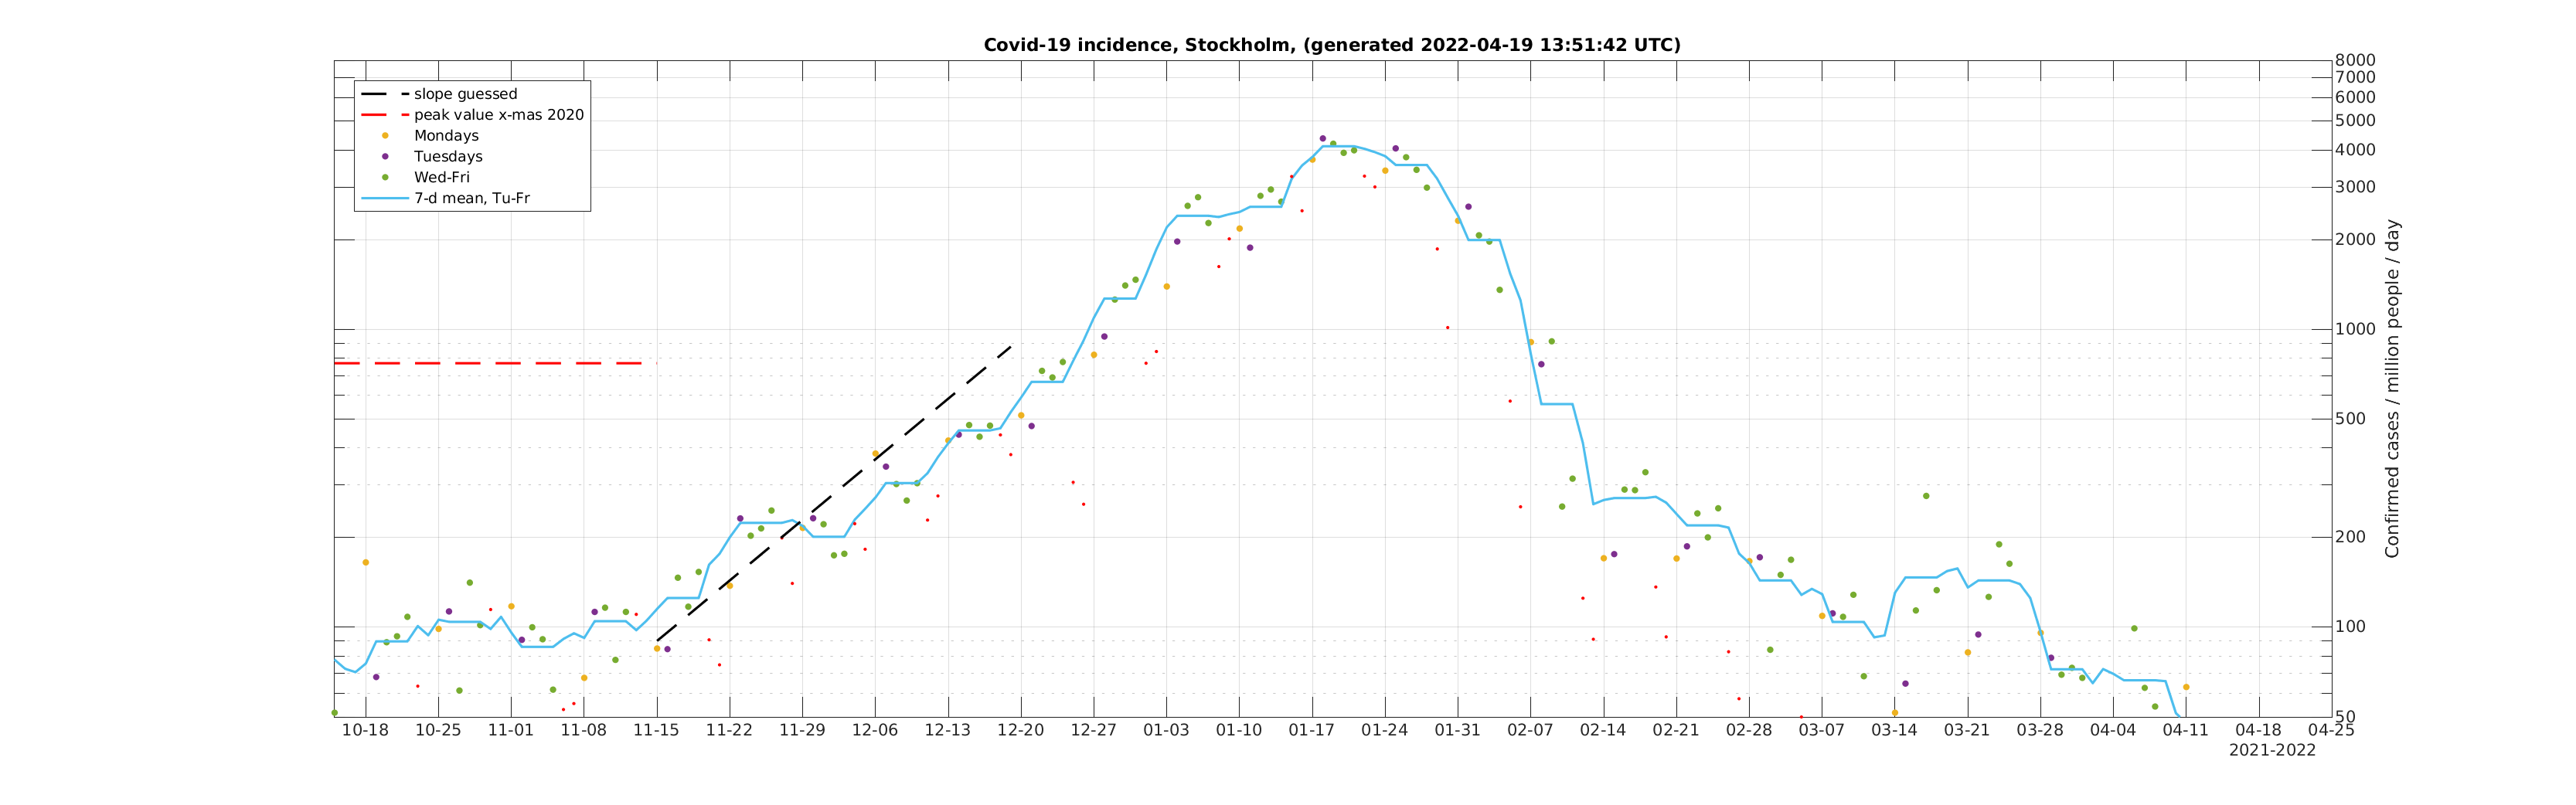 Covid-19 incidence, Stockholm, (generated 2022-04-19 13:51:42 UTC)
slope guessed
peak value x-mas 2020
Mondays
Tuesdays
Wed-Fri
7-d mean, Tu-Fr
8000
7000
6000
5000
4000
3000
2000
1000
500
200
100
50
Confirmed cases / million people / day
10-18 10-25 11-01 11-08 11-15 11-22 11-29 12-06 12-13 12-20 12-27 01-03 01-10 01-17 01-24 01-31 02-07 02-14 02-21 02-28 03-07 03-14 03-21 03-28 04-04 04-11 04-18 04-25
2021-2022